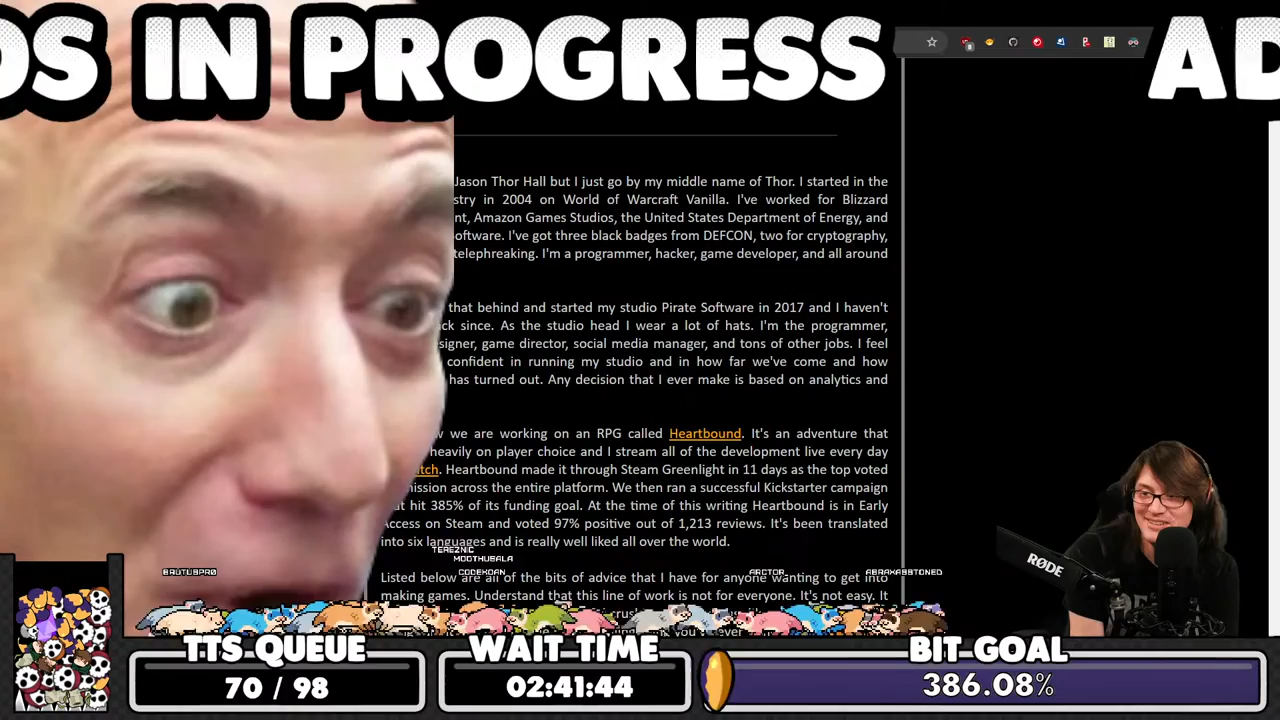 DS IN PROGRESS AD
Jason Thor Hall but I just go by my middle name of Thor. I started in the
stry in 2004 on World of Warcraft Vanilla. I've worked for Blizzard
nt, Amazon Games Studios, the United States Department of Energy, and
oftware. I've got three black badges from DEFCON, two for cryptography,
telephreaking. I'm a programmer, hacker, game developer, and all around
that behind and started my studio Pirate Software in 2017 and I haven't
ck since. As the studio head I wear a lot of hats. I'm the programmer,
signer, game director, social media manager, and tons of other jobs. I feel
confident in running my studio and in how far we've come and how
has turned out. Any decision that I ever make is based on analytics and
w we are working on an RPG called Heartbound. It's an adventure that
heavily on player choice and I stream all of the development live every day
itch. Heartbound made it through Steam Greenlight in 11 days as the top voted
mission across the entire platform. We then ran a successful Kickstarter campaign
at hit 385% of its funding goal. At the time of this writing Heartbound is in Early
Access on Steam and voted 97% positive out of 1,213 reviews. It's been translated
into six languages and is really well liked all over the world.
TEREZNIC
MODTHUBALA
BRUTUSPR0 CODEKOAN ARCTOR ABRAXASSTONED
Listed below are all of the bits of advice that I have for anyone wanting to get into
making games. Understand that this line of work is not for everyone. It's not easy. It
RØDE
TTS QUEUE
70 / 98
WAIT TIME
02:41:44
BIT GOAL
386.08%